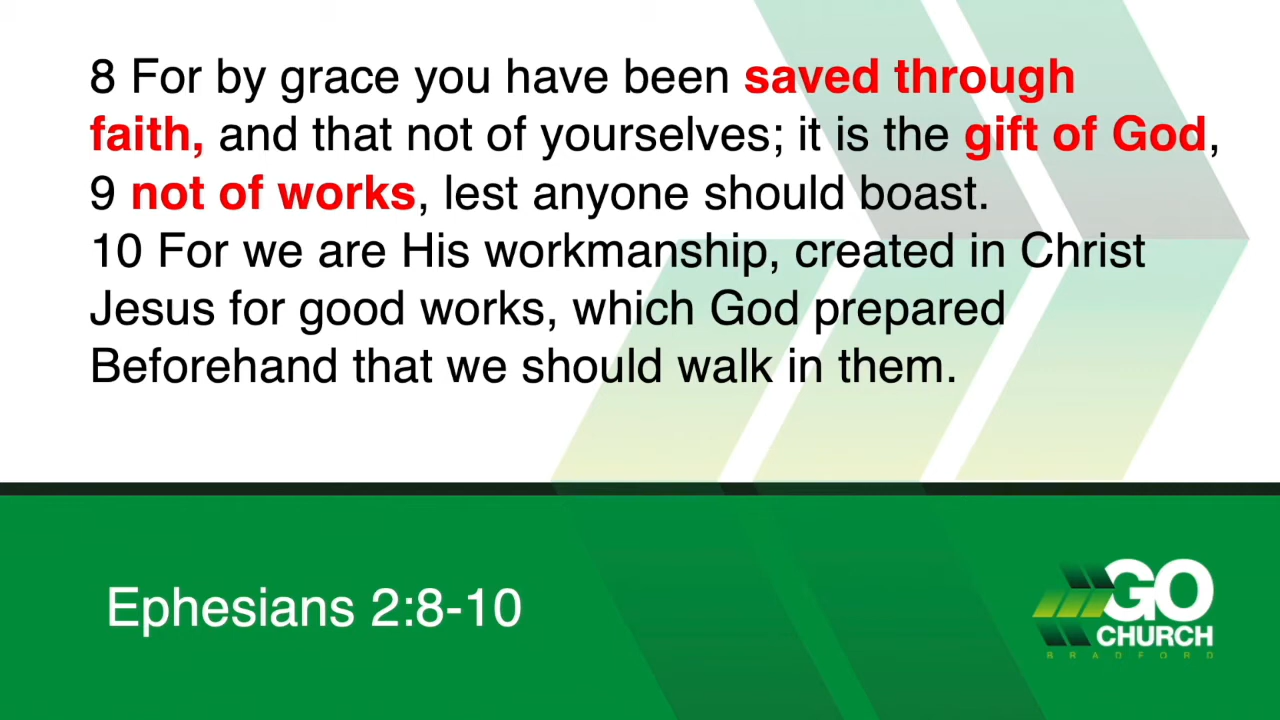 8 For by grace you have been saved through
faith, and that not of yourselves; it is the gift of God,
9 not of works, lest anyone should boast.
10 For we are His workmanship, created in Christ
Jesus for good works, which God prepared
Beforehand that we should walk in them.
Ephesians 2:8-10
GO
CHURCH
BRADFORD